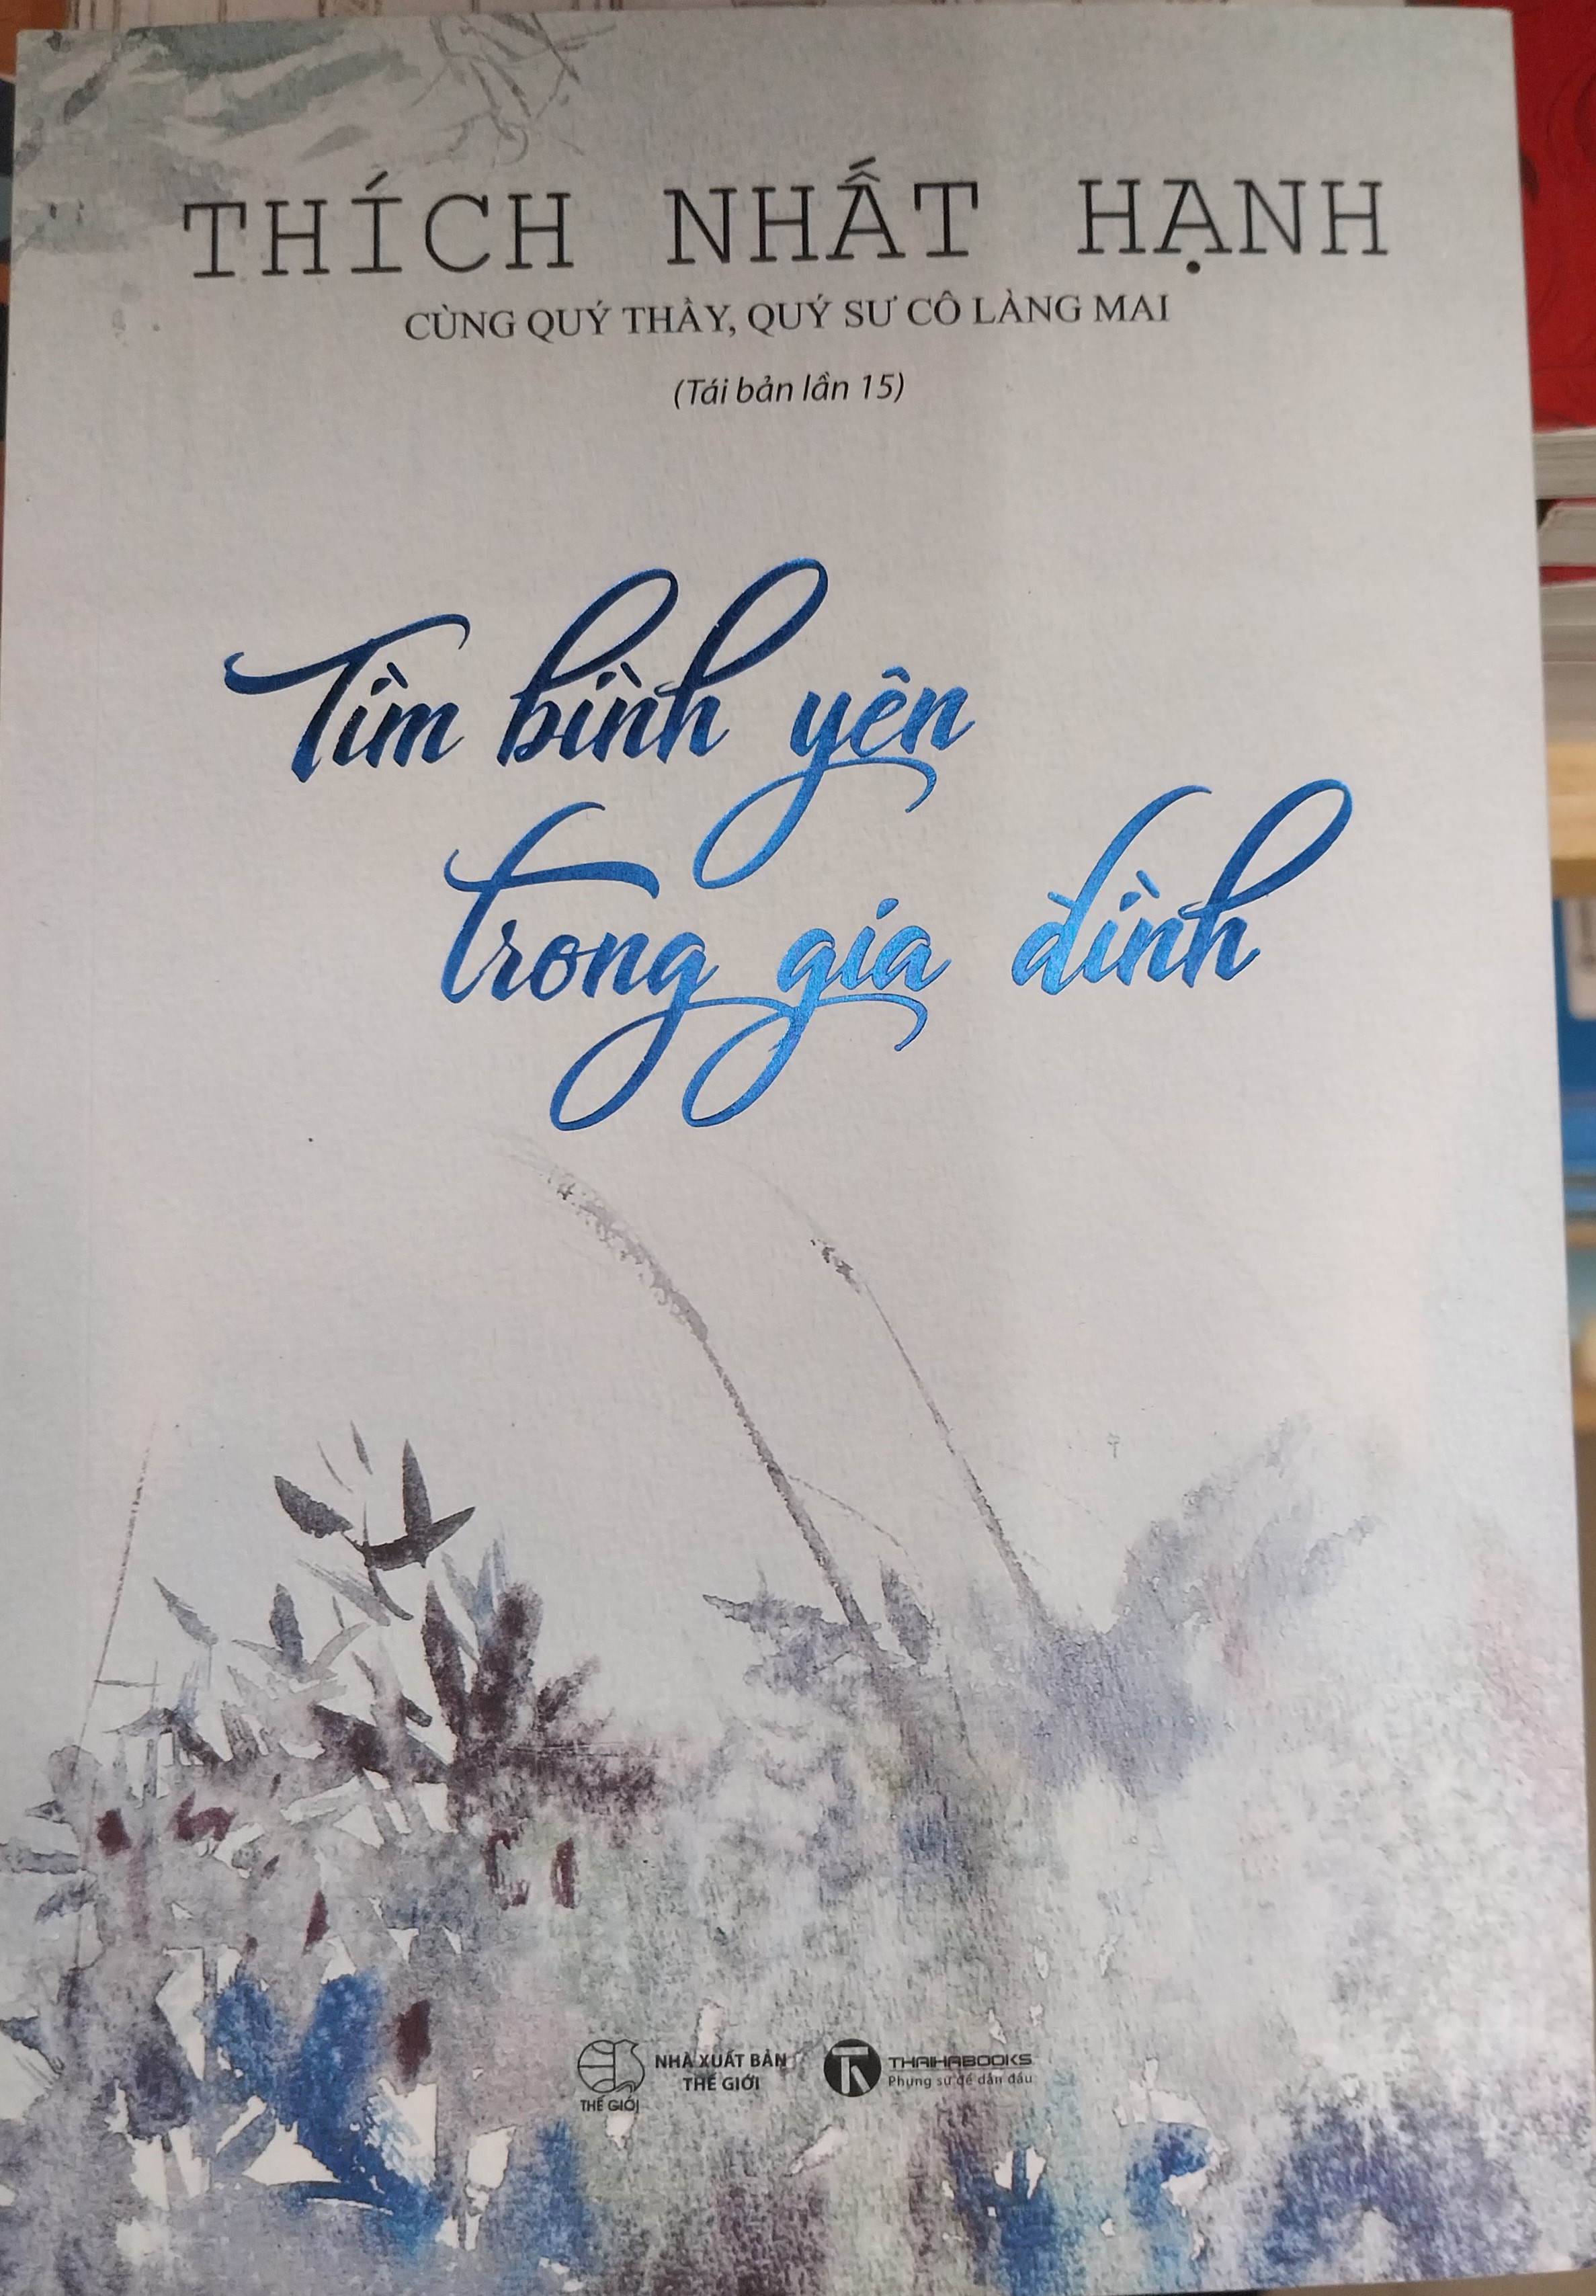 THÍCH NHẤT HẠNH
CÙNG QUÝ THẦY, QUÝ SƯ CÔ LÀNG MAI
(Tái bản lần 15)
Tìm bình yên
trong gia đình
NHÀ XUẤT BẢN
THẾ GIỚI
THẾ GIỚI
THAIHABOOKS
Phụng sự để dẫn đầu